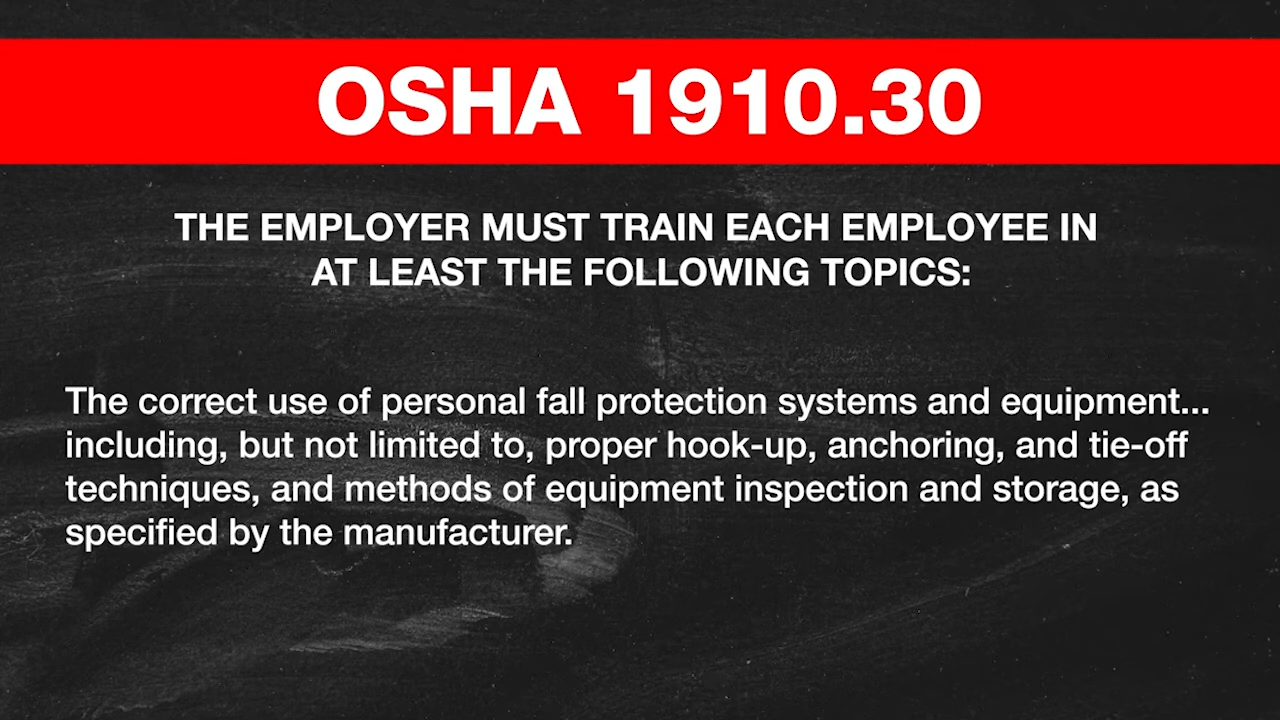 OSHA 1910.30
THE EMPLOYER MUST TRAIN EACH EMPLOYEE IN
AT LEAST THE FOLLOWING TOPICS:
The correct use of personal fall protection systems and equipment...
including, but not limited to, proper hook-up, anchoring, and tie-off
techniques, and methods of equipment inspection and storage, as
specified by the manufacturer.